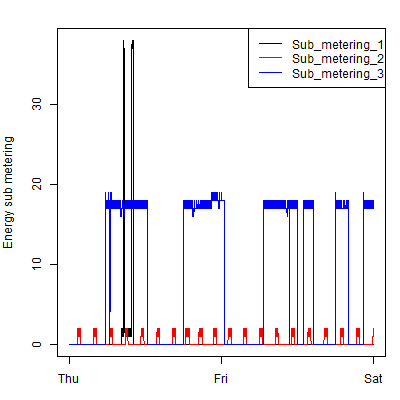 Sub_metering_1
Sub_metering_2
Sub_metering_3
Energy sub metering
30
20
10
0
Thu Fri Sat